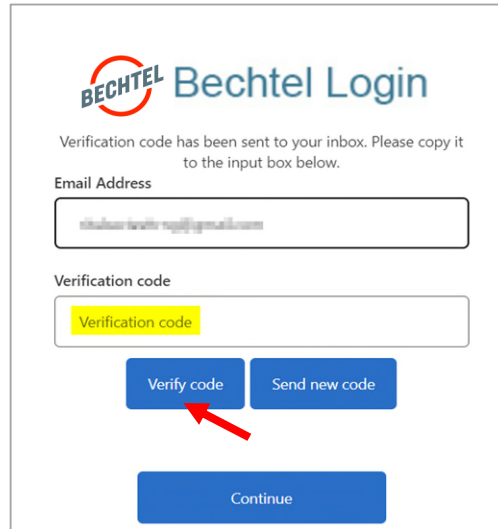 BECHTEL Bechtel Login
Verification code has been sent to your inbox. Please copy it
to the input box below.
Email Address
Verification code
Verification code
Verify code Send new code
Continue